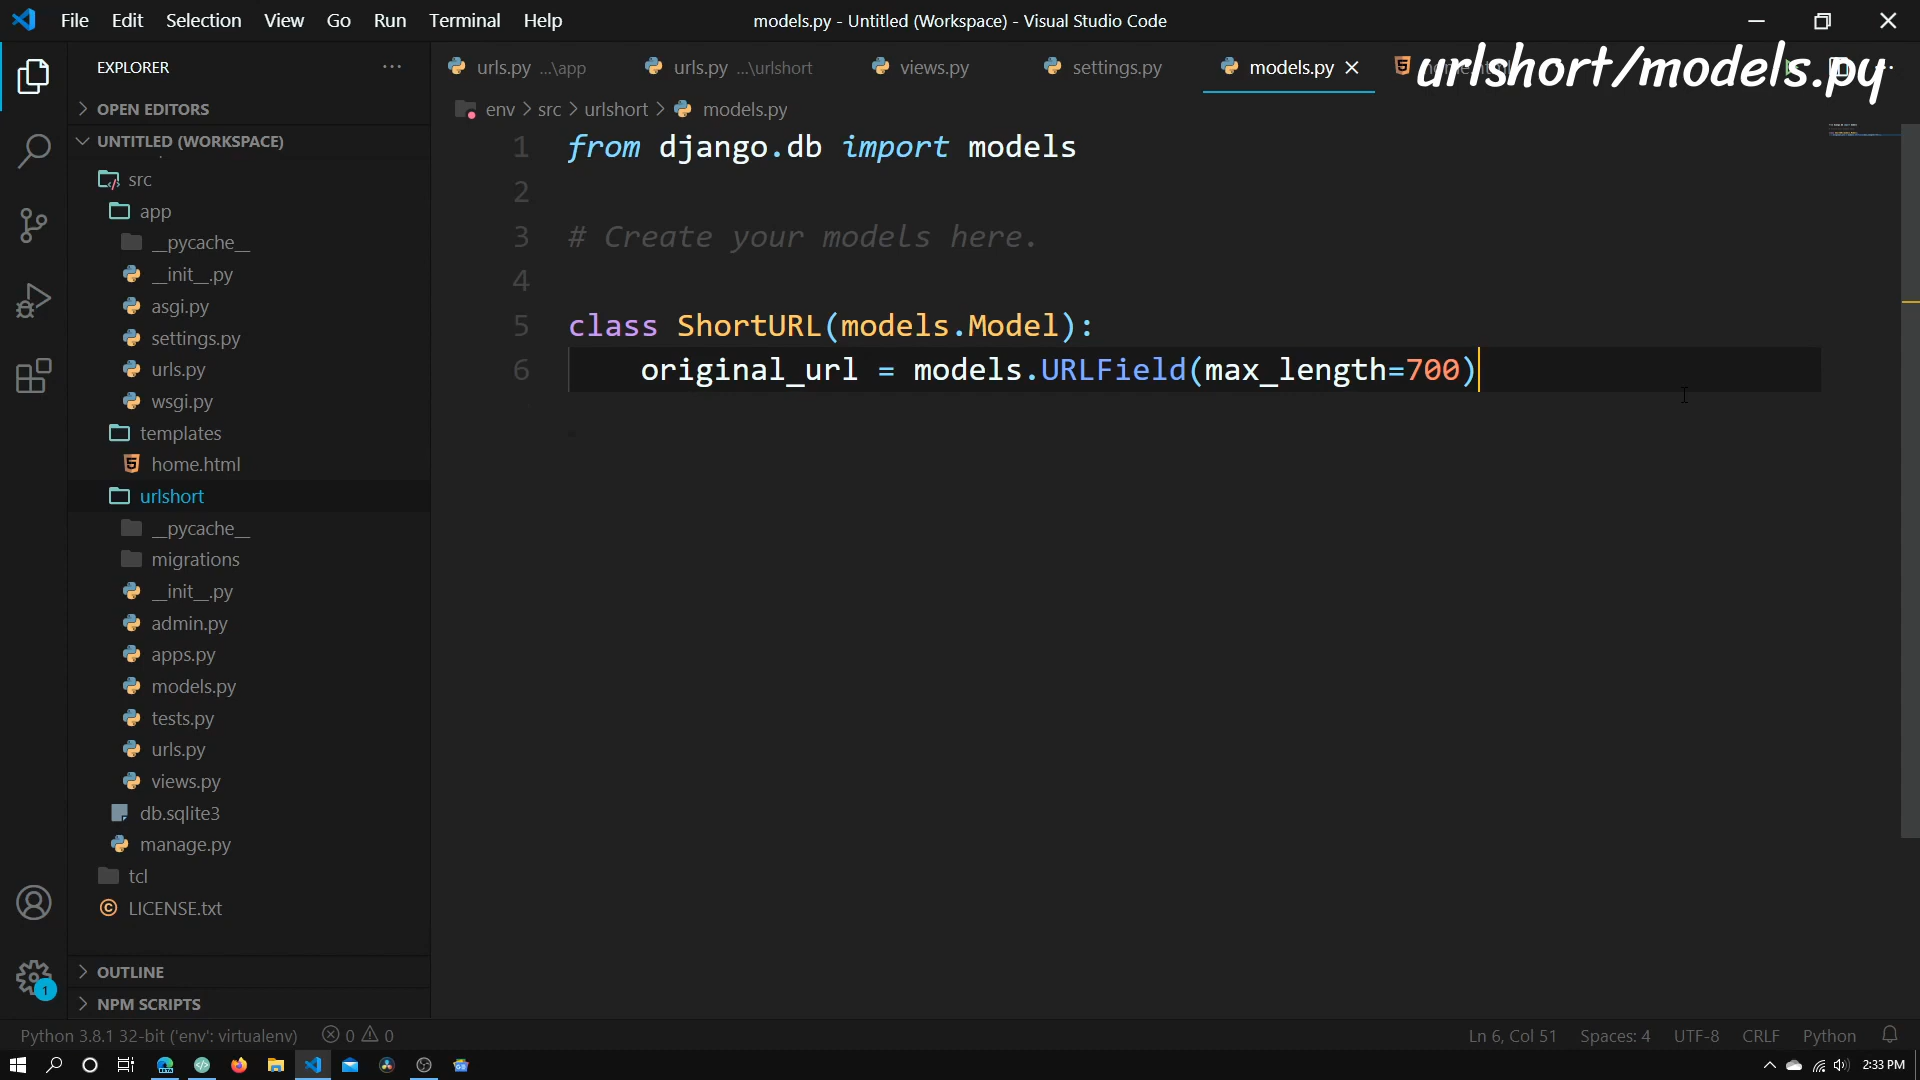 File Edit Selection View Go Run Terminal Help
models.py - Untitled (Workspace) - Visual Studio Code
EXPLORER
urls.py ...\app
urls.py ...\urlshort
views.py
settings.py
models.py
urlshort/models.py
OPEN EDITORS
env > src > urlshort > models.py
UNTITLED (WORKSPACE)
src
app
__pycache__
__init__.py
asgi.py
settings.py
urls.py
wsgi.py
templates
home.html
urlshort
__pycache__
migrations
__init__.py
admin.py
apps.py
models.py
tests.py
urls.py
views.py
db.sqlite3
manage.py
tcl
LICENSE.txt
OUTLINE
NPM SCRIPTS
1 from django.db import models
2
3 # Create your models here.
4
5 class ShortURL(models.Model):
6 original_url = models.URLField(max_length=700)
1
Python 3.8.1 32-bit ('env': virtualenv) 0 0
Ln 6, Col 51 Spaces: 4 UTF-8 CRLF Python
2:33 PM